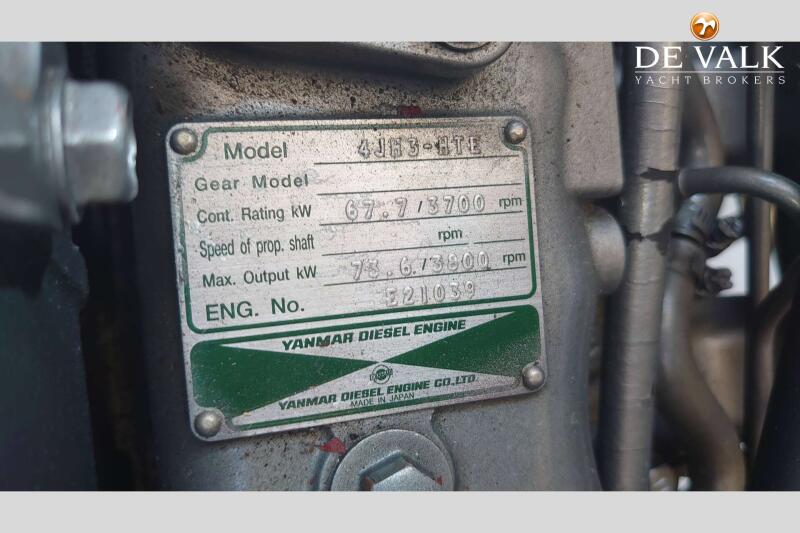 DE VALK
YACHT BROKERS
Model 4JH3-HTE
Gear Model
Cont. Rating kW 67.7/3700 rpm
Speed of prop. shaft rpm
Max. Output kW 73.6/3800 rpm
ENG. No. E21039
YANMAR DIESEL ENGINE
YANMAR DIESEL ENGINE CO.,LTD.
MADE IN JAPAN